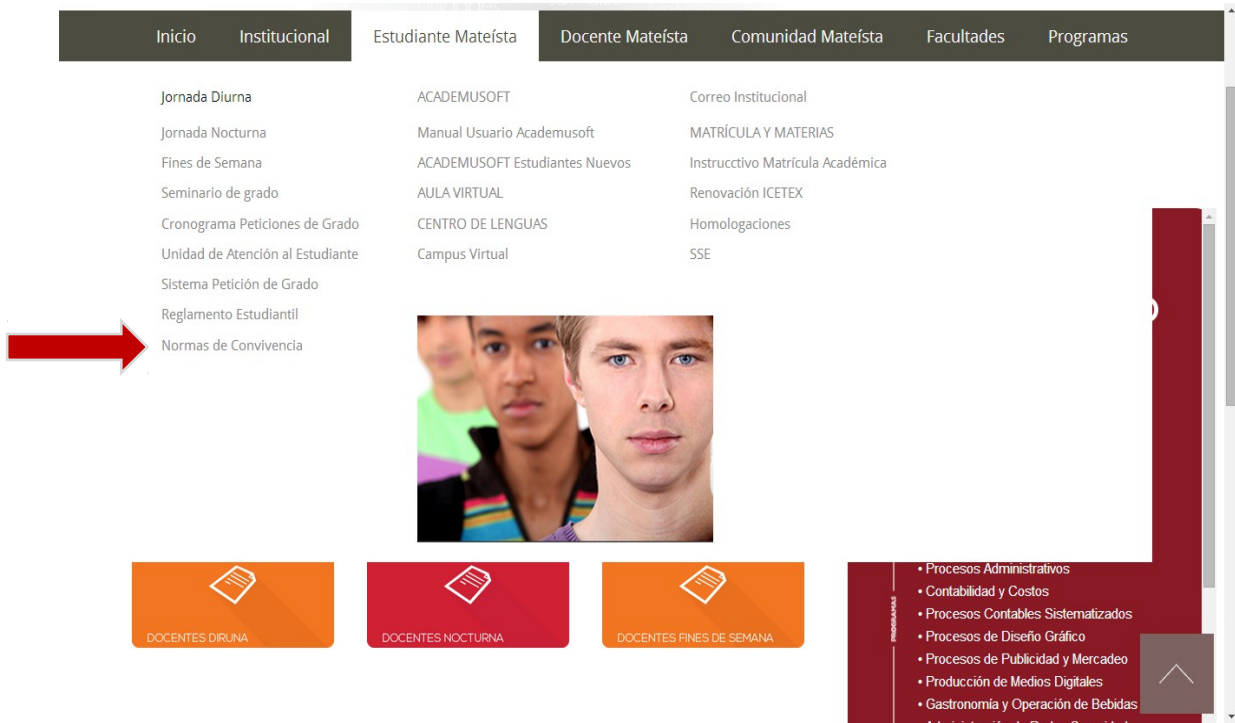 Inicio Institucional Estudiante Mateísta Docente Mateísta Comunidad Mateísta Facultades Programas
Jornada Diurna
Jornada Nocturna
Fines de Semana
Seminario de grado
Cronograma Peticiones de Grado
Unidad de Atención al Estudiante
Sistema Petición de Grado
Reglamento Estudiantil
Normas de Convivencia
ACADEMUSOFT
Manual Usuario Academusoft
ACADEMUSOFT Estudiantes Nuevos
AULA VIRTUAL
CENTRO DE LENGUAS
Campus Virtual
Correo Institucional
MATRÍCULA Y MATERIAS
Instrucctivo Matrícula Académica
Renovación ICETEX
Homologaciones
SSE
DOCENTES DIRUNA
DOCENTES NOCTURNA
DOCENTES FINES DE SEMANA
PROGRAMAS
• Procesos Administrativos
• Contabilidad y Costos
• Procesos Contables Sistematizados
• Procesos de Diseño Gráfico
• Procesos de Publicidad y Mercadeo
• Producción de Medios Digitales
• Gastronomía y Operación de Bebidas